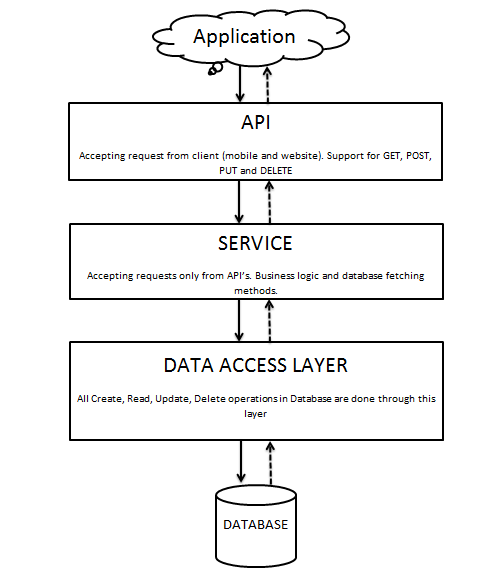 Application
API
Accepting request from client (mobile and website). Support for GET, POST,
PUT and DELETE
SERVICE
Accepting requests only from API's. Business logic and database fetching
methods.
DATA ACCESS LAYER
All Create, Read, Update, Delete operations in Database are done through this
layer
DATABASE